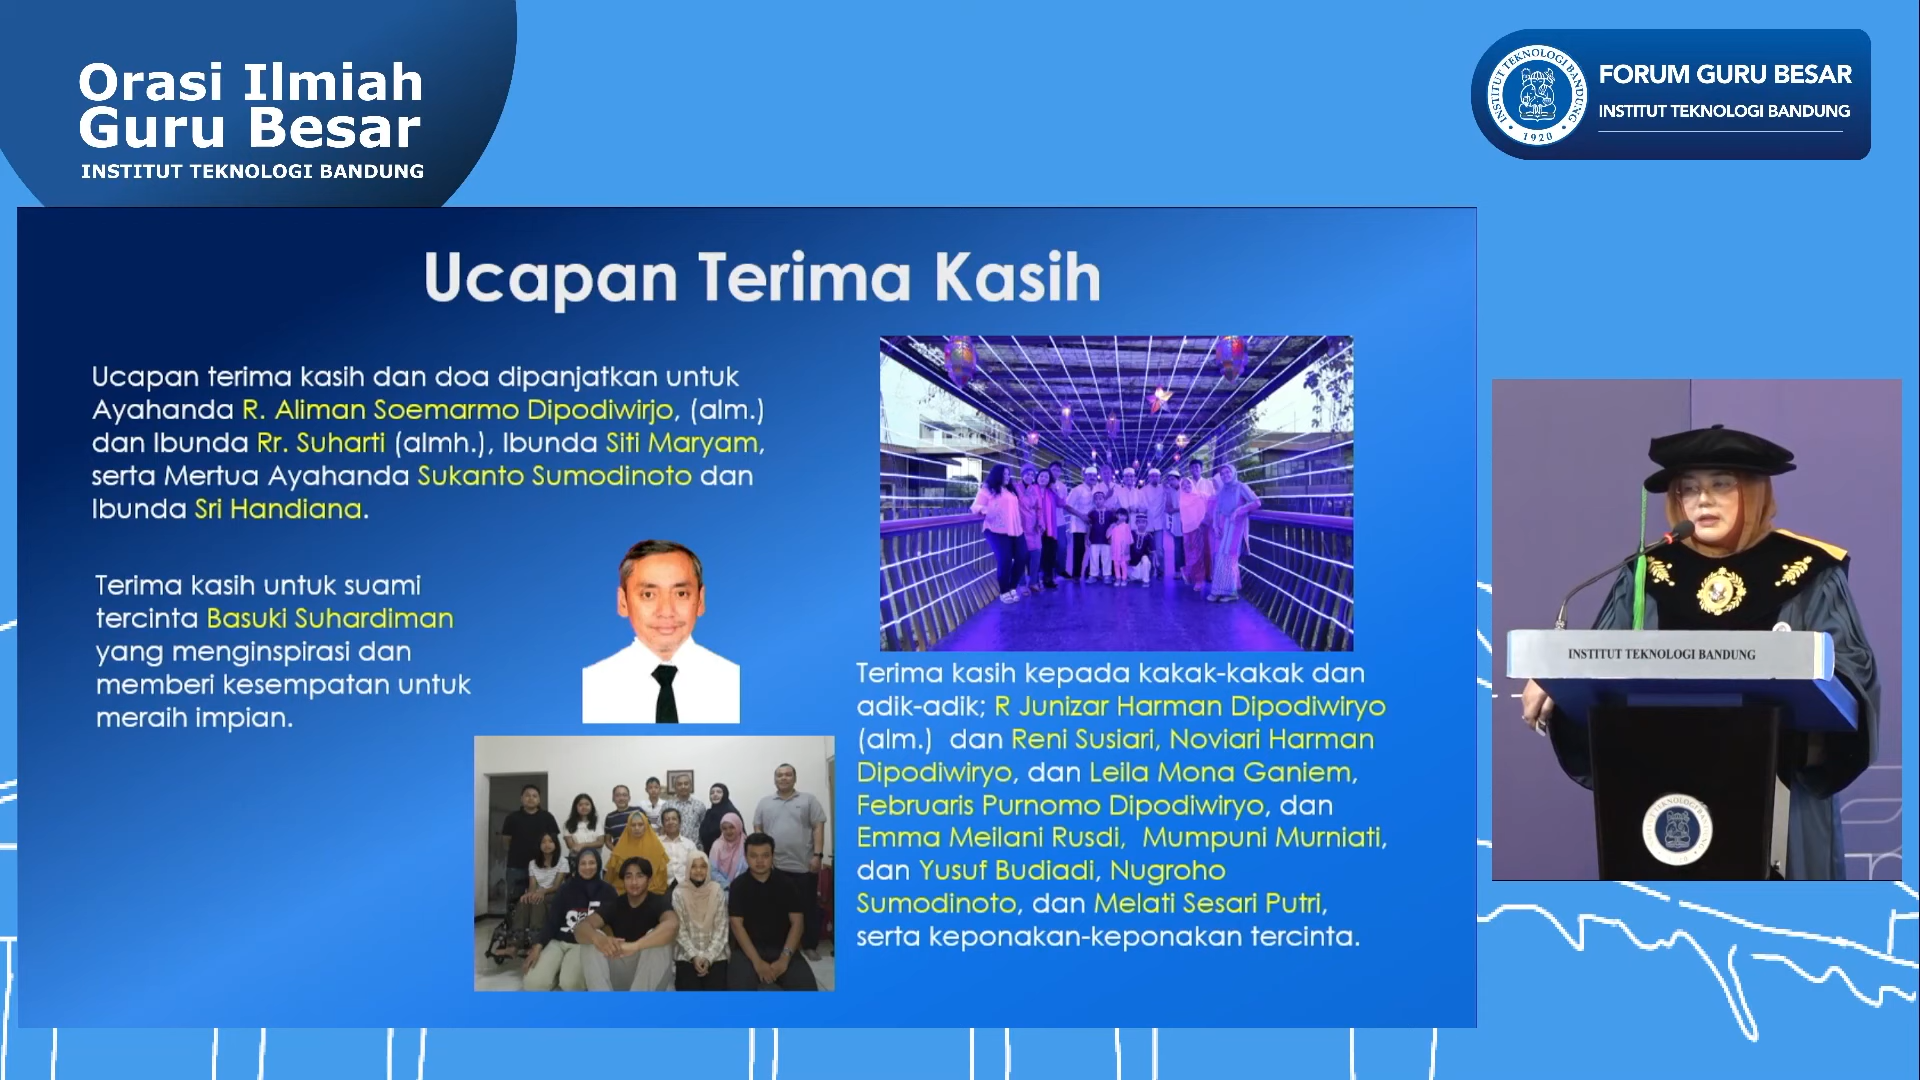 Orasi Ilmiah
Guru Besar
INSTITUT TEKNOLOGI BANDUNG
INSTITUT TEKNOLOGI BANDUNG
1920
FORUM GURU BESAR
INSTITUT TEKNOLOGI BANDUNG
Ucapan Terima Kasih
Ucapan terima kasih dan doa dipanjatkan untuk
Ayahanda R. Aliman Soemarmo Dipodiwirjo, (alm.)
dan Ibunda Rr. Suharti (almh.), Ibunda Siti Maryam,
serta Mertua Ayahanda Sukanto Sumodinoto dan
Ibunda Sri Handiana.
Terima kasih untuk suami
tercinta Basuki Suhardiman
yang menginspirasi dan
memberi kesempatan untuk
meraih impian.
Terima kasih kepada kakak-kakak dan
adik-adik; R Junizar Harman Dipodiwiryo
(alm.)  dan Reni Susiari, Noviari Harman
Dipodiwiryo, dan Leila Mona Ganiem,
Februaris Purnomo Dipodiwiryo, dan
Emma Meilani Rusdi,  Mumpuni Murniati,
dan Yusuf Budiadi, Nugroho
Sumodinoto, dan Melati Sesari Putri,
serta keponakan-keponakan tercinta.
INSTITUT TEKNOLOGI BANDUNG